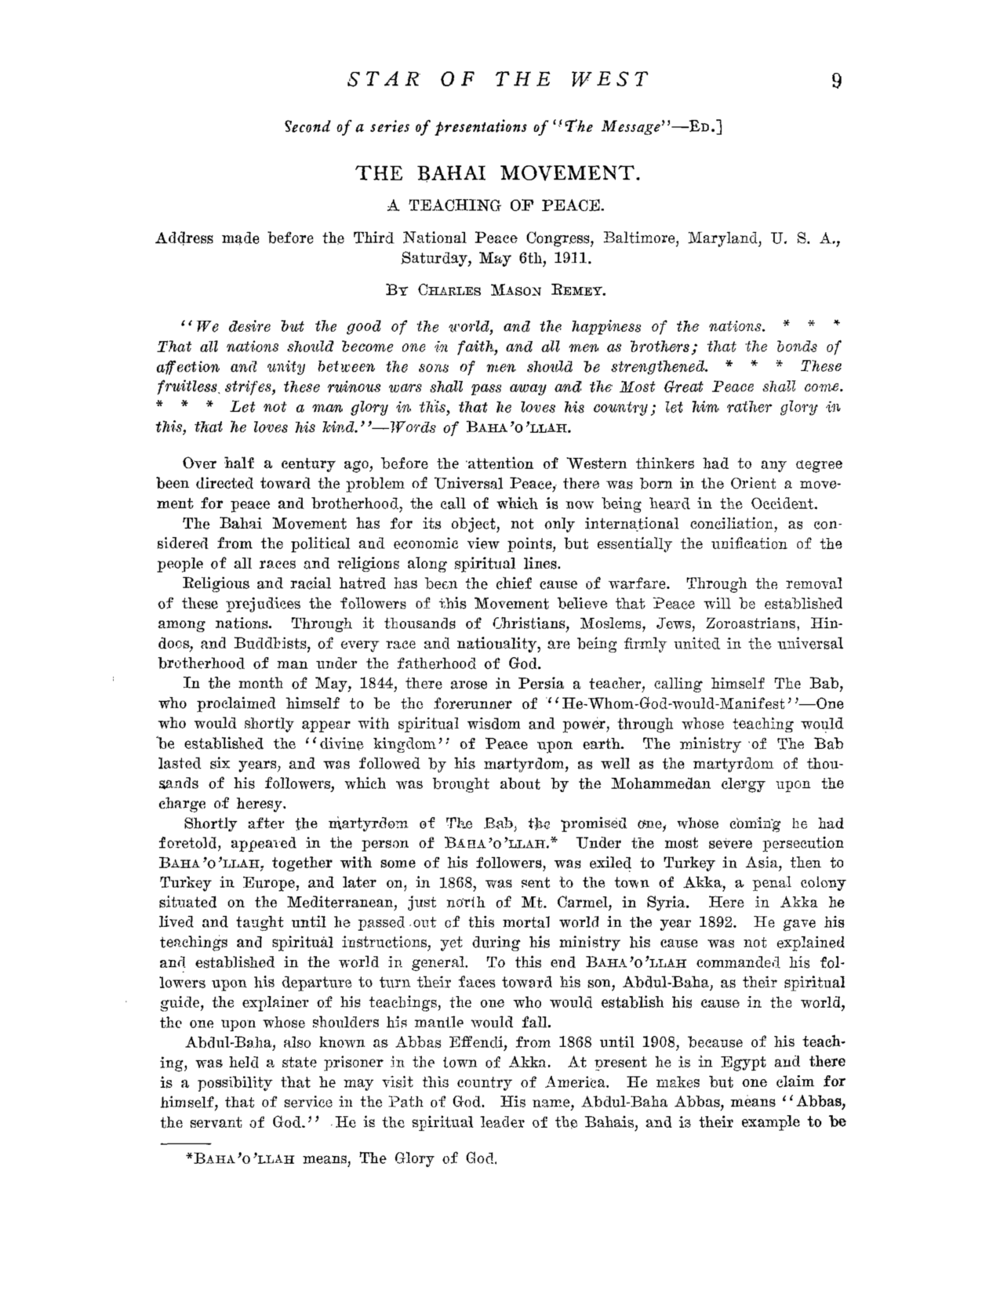 STAR OF THE WEST 9
Second of a series of presentations of "The Message"—ED.]
THE BAHAI MOVEMENT.
A TEACHING OF PEACE.
Address made before the Third National Peace Congress, Baltimore, Maryland, U. S. A.,
Saturday, May 6th, 1911.
BY CHARLES MASON REMEY.
"We desire but the good of the world, and the happiness of the nations. * * *
That all nations should become one in faith, and all men as brothers; that the bonds of
affection and unity between the sons of men should be strengthened. * * * These
fruitless strifes, these ruinous wars shall pass away and the Most Great Peace shall come.
* * * Let not a man glory in this, that he loves his country; let him rather glory in
this, that he loves his kind."—Words of BAHA'O'LLAH.
Over half a century ago, before the attention of Western thinkers had to any degree
been directed toward the problem of Universal Peace, there was born in the Orient a move-
ment for peace and brotherhood, the call of which is now being heard in the Occident.
The Bahai Movement has for its object, not only international conciliation, as con-
sidered from the political and economic view points, but essentially the unification of the
people of all races and religions along spiritual lines.
Religious and racial hatred has been the chief cause of warfare. Through the removal
of these prejudices the followers of this Movement believe that Peace will be established
among nations. Through it thousands of Christians, Moslems, Jews, Zoroastrians, Hin-
doos, and Buddhists, of every race and nationality, are being firmly united in the universal
brotherhood of man under the fatherhood of God.
In the month of May, 1844, there arose in Persia a teacher, calling himself The Bab,
who proclaimed himself to be the forerunner of "He-Whom-God-would-Manifest"—One
who would shortly appear with spiritual wisdom and power, through whose teaching would
be established the "divine kingdom" of Peace upon earth. The ministry of The Bab
lasted six years, and was followed by his martyrdom, as well as the martyrdom of thou-
sands of his followers, which was brought about by the Mohammedan clergy upon the
charge of heresy.
Shortly after the martyrdom of The Bab, the promised one, whose coming he had
foretold, appeared in the person of BAHA'O'LLAH.* Under the most severe persecution
BAHA'O'LLAH, together with some of his followers, was exiled to Turkey in Asia, then to
Turkey in Europe, and later on, in 1868, was sent to the town of Akka, a penal colony
situated on the Mediterranean, just north of Mt. Carmel, in Syria. Here in Akka he
lived and taught until he passed out of this mortal world in the year 1892. He gave his
teachings and spiritual instructions, yet during his ministry his cause was not explained
and established in the world in general. To this end BAHA'O'LLAH commanded his fol-
lowers upon his departure to turn their faces toward his son, Abdul-Baha, as their spiritual
guide, the explainer of his teachings, the one who would establish his cause in the world,
the one upon whose shoulders his mantle would fall.
Abdul-Baha, also known as Abbas Effendi, from 1868 until 1908, because of his teach-
ing, was held a state prisoner in the town of Akka. At present he is in Egypt and there
is a possibility that he may visit this country of America. He makes but one claim for
himself, that of service in the Path of God. His name, Abdul-Baha Abbas, means "Abbas,
the servant of God." He is the spiritual leader of the Bahais, and is their example to be
*BAHA'O'LLAH means, The Glory of God.